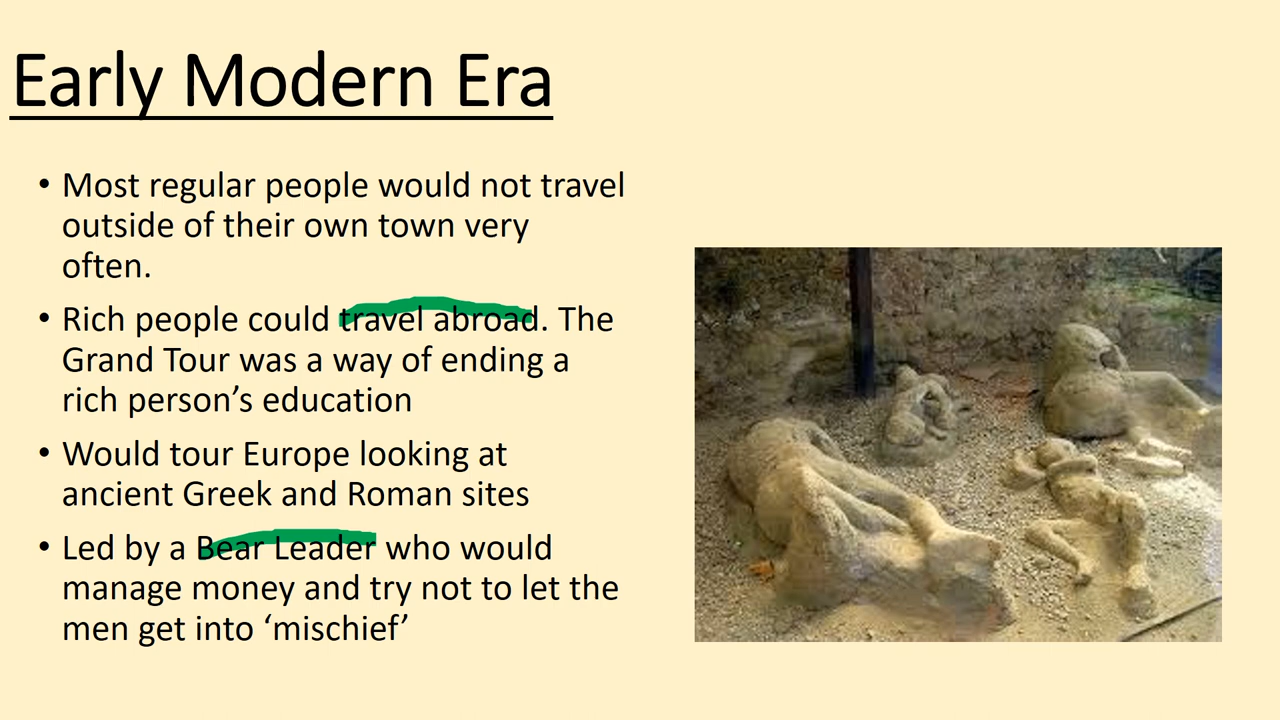 Early Modern Era
• Most regular people would not travel
outside of their own town very
often.
• Rich people could travel abroad. The
Grand Tour was a way of ending a
rich person’s education
• Would tour Europe looking at
ancient Greek and Roman sites
• Led by a Bear Leader who would
manage money and try not to let the
men get into ‘mischief’